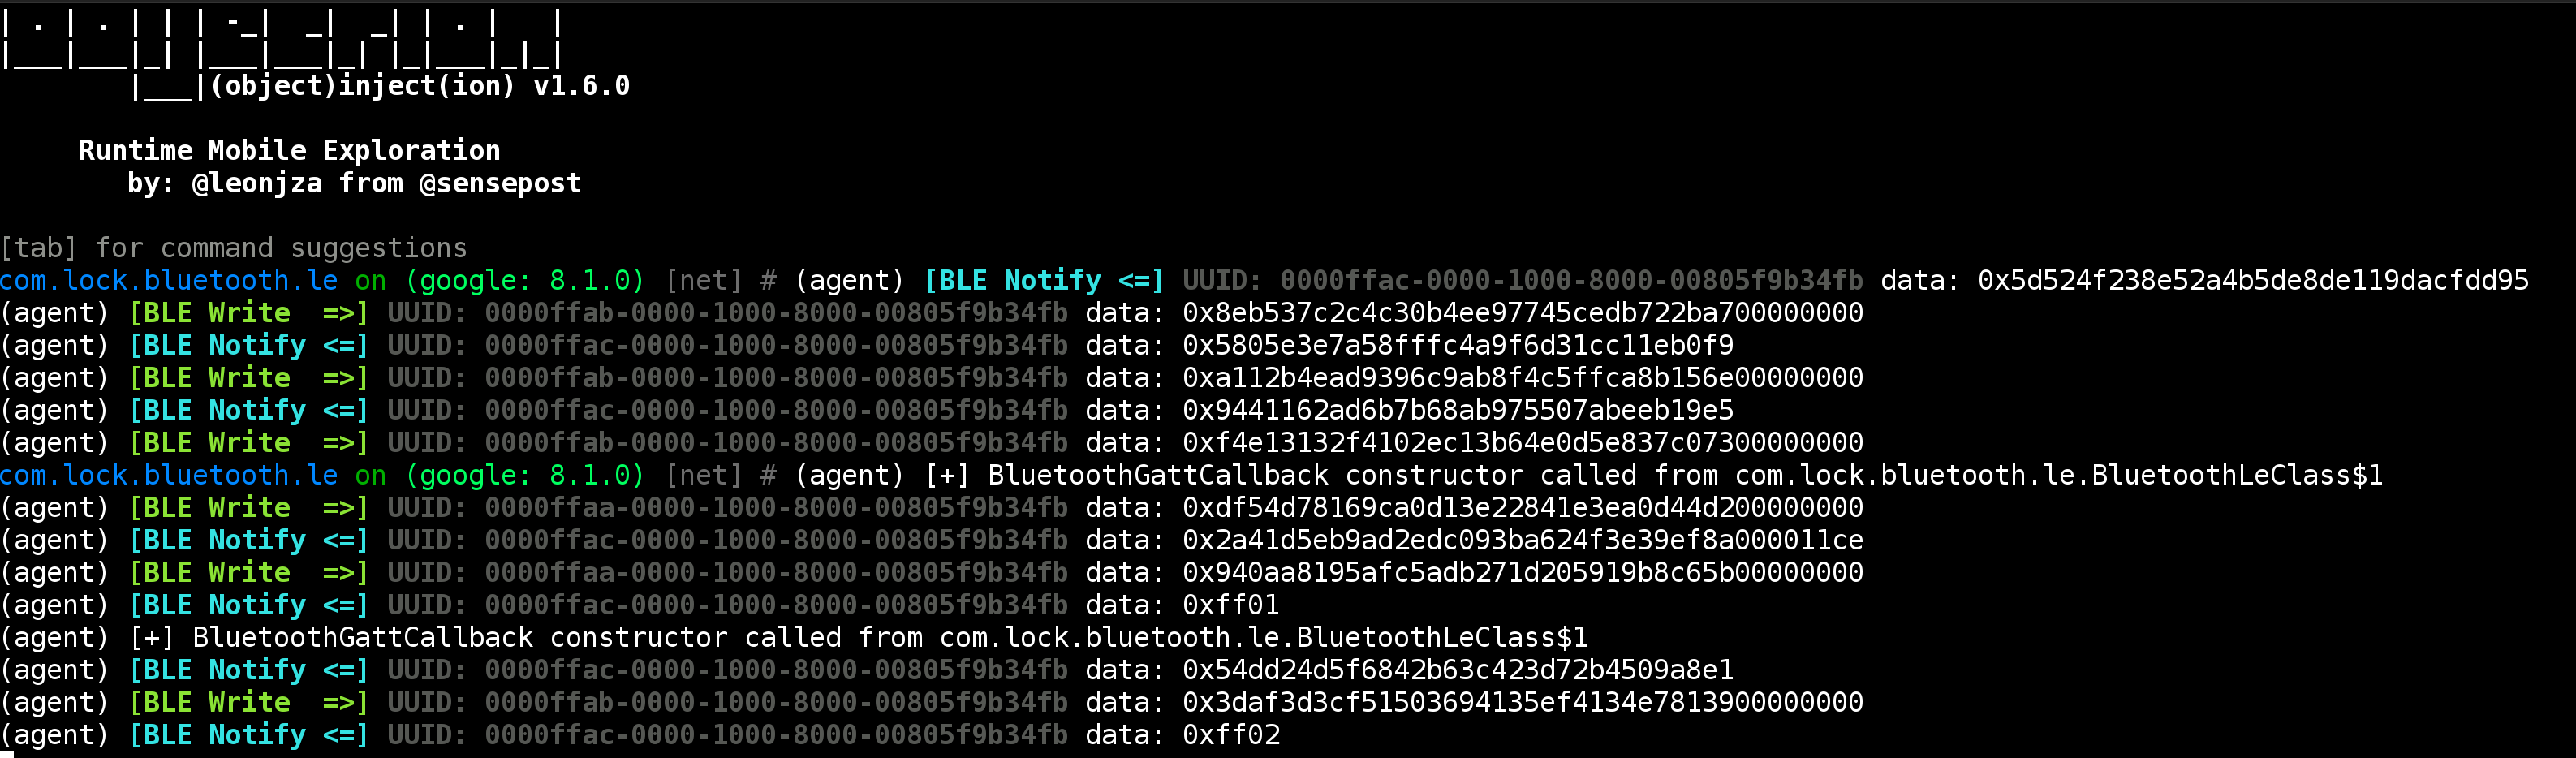 | . | . | | | -_|  _|  _| | . |   |
|___|___|_| |___|___|_| |_|___|_|_|
        |___|(object)inject(ion) v1.6.0

     Runtime Mobile Exploration
        by: @leonjza from @sensepost

[tab] for command suggestions
com.lock.bluetooth.le on (google: 8.1.0) [net] # (agent) [BLE Notify <=] UUID: 0000ffac-0000-1000-8000-00805f9b34fb data: 0x5d524f238e52a4b5de8de119dacfdd95
(agent) [BLE Write  =>] UUID: 0000ffab-0000-1000-8000-00805f9b34fb data: 0x8eb537c2c4c30b4ee97745cedb722ba700000000
(agent) [BLE Notify <=] UUID: 0000ffac-0000-1000-8000-00805f9b34fb data: 0x5805e3e7a58fffc4a9f6d31cc11eb0f9
(agent) [BLE Write  =>] UUID: 0000ffab-0000-1000-8000-00805f9b34fb data: 0xa112b4ead9396c9ab8f4c5ffca8b156e00000000
(agent) [BLE Notify <=] UUID: 0000ffac-0000-1000-8000-00805f9b34fb data: 0x9441162ad6b7b68ab975507abeeb19e5
(agent) [BLE Write  =>] UUID: 0000ffab-0000-1000-8000-00805f9b34fb data: 0xf4e13132f4102ec13b64e0d5e837c07300000000
com.lock.bluetooth.le on (google: 8.1.0) [net] # (agent) [+] BluetoothGattCallback constructor called from com.lock.bluetooth.le.BluetoothLeClass$1
(agent) [BLE Write  =>] UUID: 0000ffaa-0000-1000-8000-00805f9b34fb data: 0xdf54d78169ca0d13e22841e3ea0d44d200000000
(agent) [BLE Notify <=] UUID: 0000ffac-0000-1000-8000-00805f9b34fb data: 0x2a41d5eb9ad2edc093ba624f3e39ef8a000011ce
(agent) [BLE Write  =>] UUID: 0000ffaa-0000-1000-8000-00805f9b34fb data: 0x940aa8195afc5adb271d205919b8c65b00000000
(agent) [BLE Notify <=] UUID: 0000ffac-0000-1000-8000-00805f9b34fb data: 0xff01
(agent) [+] BluetoothGattCallback constructor called from com.lock.bluetooth.le.BluetoothLeClass$1
(agent) [BLE Notify <=] UUID: 0000ffac-0000-1000-8000-00805f9b34fb data: 0x54dd24d5f6842b63c423d72b4509a8e1
(agent) [BLE Write  =>] UUID: 0000ffab-0000-1000-8000-00805f9b34fb data: 0x3daf3d3cf51503694135ef4134e7813900000000
(agent) [BLE Notify <=] UUID: 0000ffac-0000-1000-8000-00805f9b34fb data: 0xff02